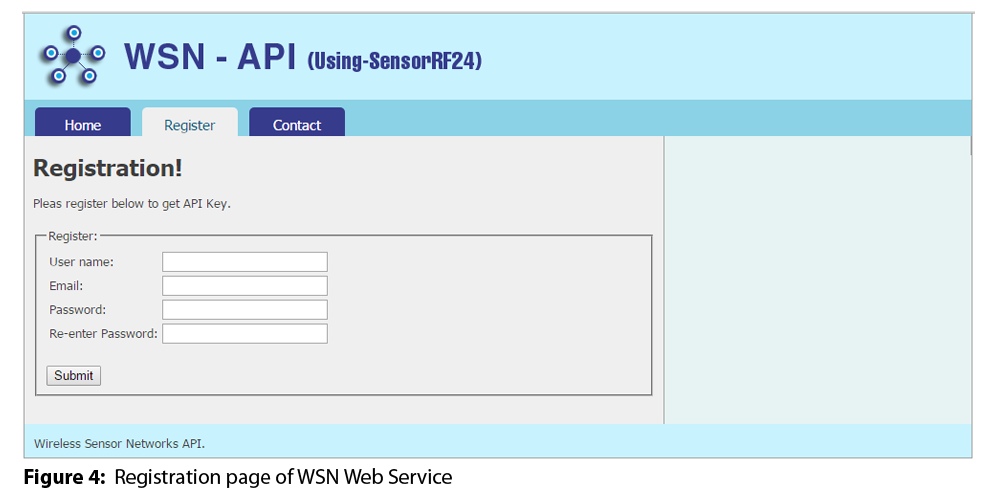 WSN - API (Using-SensorRF24)
Home Register Contact
Registration!
Pleas register below to get API Key.
Register:
User name:
Email:
Password:
Re-enter Password:
Submit
Wireless Sensor Networks API.
Figure 4: Registration page of WSN Web Service